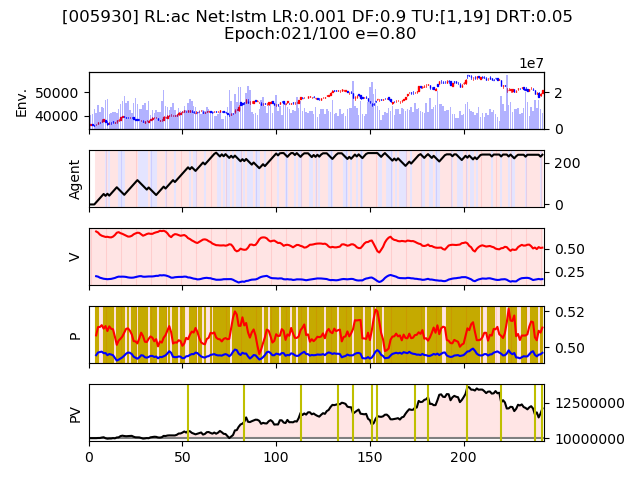 [005930] RL:ac Net:lstm LR:0.001 DF:0.9 TU:[1,19] DRT:0.05
Epoch:021/100 e=0.80
1e7
Env.
50000
40000
2
0
Agent
200
0
V
0.50
0.25
P
0.52
0.50
PV
12500000
10000000
0 50 100 150 200